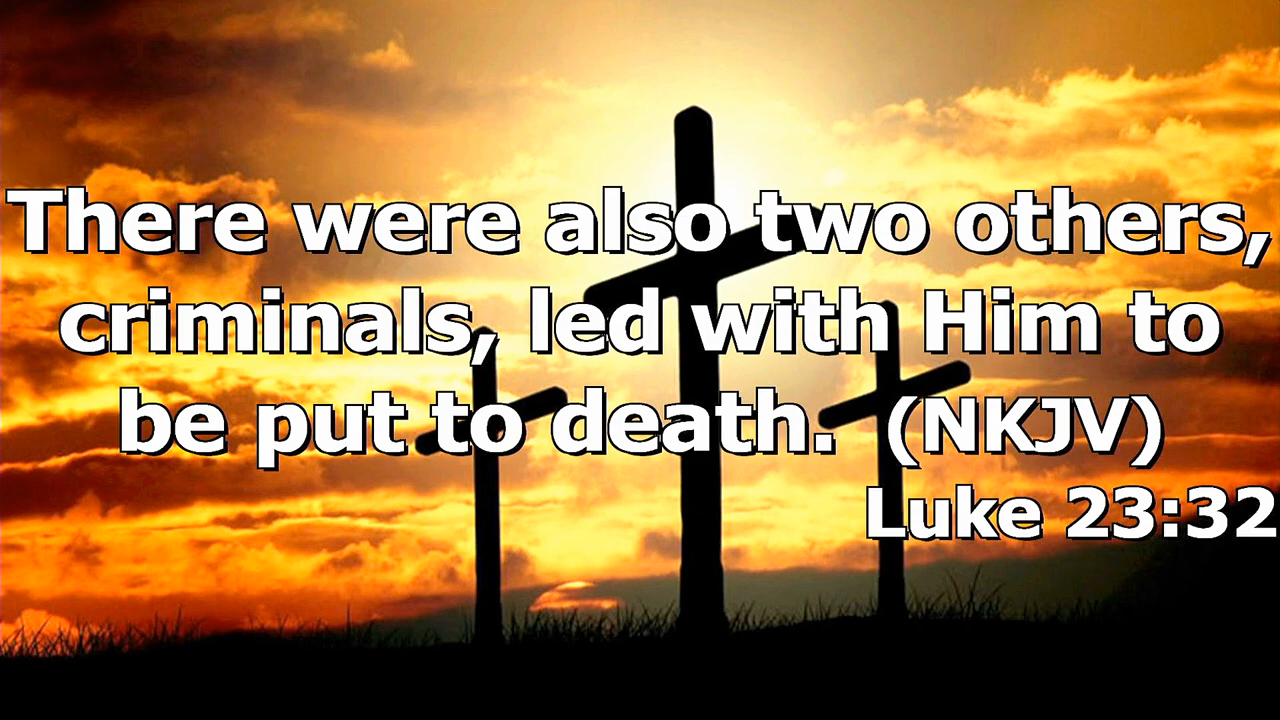 There were also two others,
criminals, led with Him to
be put to death.  (NKJV)
Luke 23:32